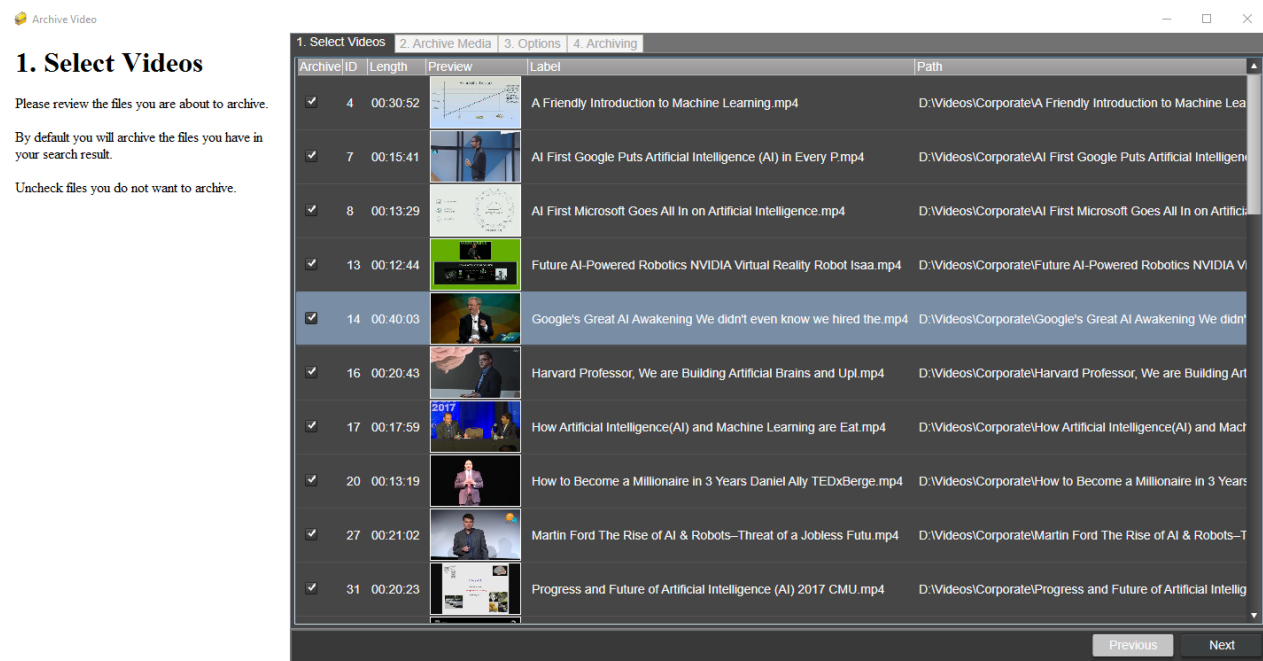 Archive Video
1. Select Videos
Please review the files you are about to archive.
By default you will archive the files you have in
your search result.
Uncheck files you do not want to archive.
1. Select Videos 2. Archive Media 3. Options 4. Archiving
Archive ID Length Preview Label Path
4 00:30:52 A Friendly Introduction to Machine Learning.mp4 D:\Videos\Corporate\A Friendly Introduction to Machine Lea
7 00:15:41 AI First Google Puts Artificial Intelligence (AI) in Every P.mp4 D:\Videos\Corporate\AI First Google Puts Artificial Intelligen
8 00:13:29 AI First Microsoft Goes All In on Artificial Intelligence.mp4 D:\Videos\Corporate\AI First Microsoft Goes All In on Artificia
13 00:12:44 Future AI-Powered Robotics NVIDIA Virtual Reality Robot Isaa.mp4 D:\Videos\Corporate\Future AI-Powered Robotics NVIDIA Vi
14 00:40:03 Google's Great AI Awakening We didn't even know we hired the.mp4 D:\Videos\Corporate\Google's Great AI Awakening We didn'
16 00:20:43 Harvard Professor, We are Building Artificial Brains and Upl.mp4 D:\Videos\Corporate\Harvard Professor, We are Building Art
2017
17 00:17:59 How Artificial Intelligence(AI) and Machine Learning are Eat.mp4 D:\Videos\Corporate\How Artificial Intelligence(AI) and Mach
20 00:13:19 How to Become a Millionaire in 3 Years Daniel Ally TEDxBerge.mp4 D:\Videos\Corporate\How to Become a Millionaire in 3 Years
27 00:21:02 Martin Ford The Rise of AI & Robots–Threat of a Jobless Futu.mp4 D:\Videos\Corporate\Martin Ford The Rise of AI & Robots–T
31 00:20:23 Progress and Future of Artificial Intelligence (AI) 2017 CMU.mp4 D:\Videos\Corporate\Progress and Future of Artificial Intellig
Previous Next